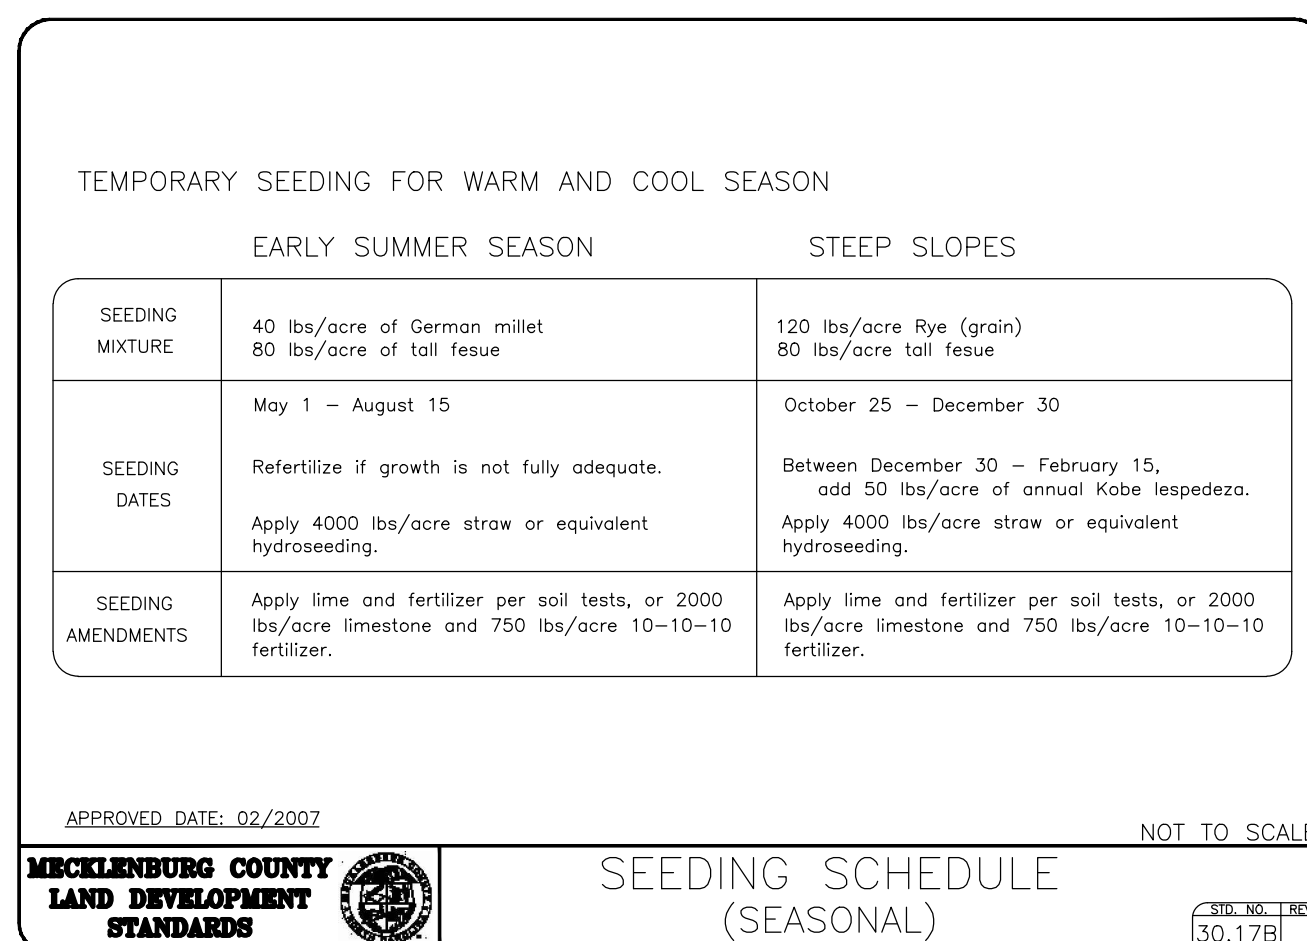 TEMPORARY SEEDING FOR WARM AND COOL SEASON
EARLY SUMMER SEASON
STEEP SLOPES
SEEDING
MIXTURE
40 lbs/acre of German millet
80 lbs/acre of tall fesue
120 lbs/acre Rye (grain)
80 lbs/acre tall fesue
SEEDING
DATES
May 1 – August 15
Refertilize if growth is not fully adequate.
Apply 4000 lbs/acre straw or equivalent
hydroseeding.
October 25 – December 30
Between December 30 – February 15,
add 50 lbs/acre of annual Kobe lespedeza.
Apply 4000 lbs/acre straw or equivalent
hydroseeding.
SEEDING
AMENDMENTS
Apply lime and fertilizer per soil tests, or 2000
lbs/acre limestone and 750 lbs/acre 10–10–10
fertilizer.
Apply lime and fertilizer per soil tests, or 2000
lbs/acre limestone and 750 lbs/acre 10–10–10
fertilizer.
APPROVED DATE: 02/2007
NOT TO SCALE
MECKLENBURG COUNTY
LAND DEVELOPMENT
STANDARDS
SEEDING SCHEDULE
(SEASONAL)
STD. NO. REV
30.17B